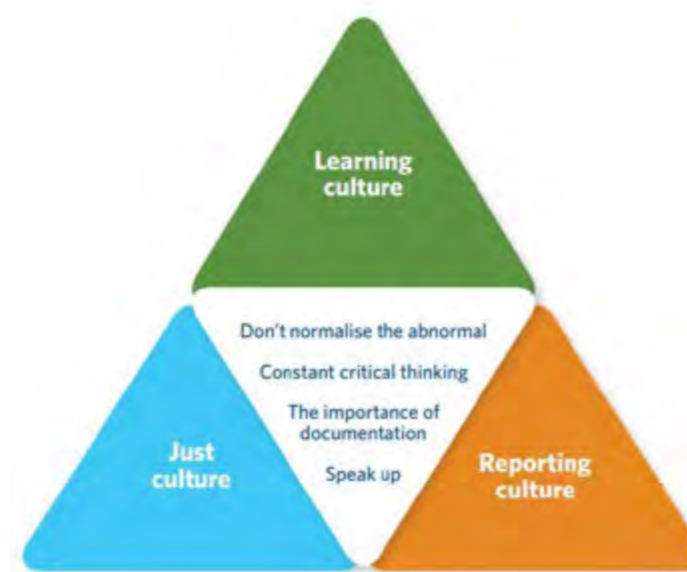 Learning
culture
Don't normalise the abnormal
Constant critical thinking
The importance of
documentation
Speak up
Just
culture
Reporting
culture